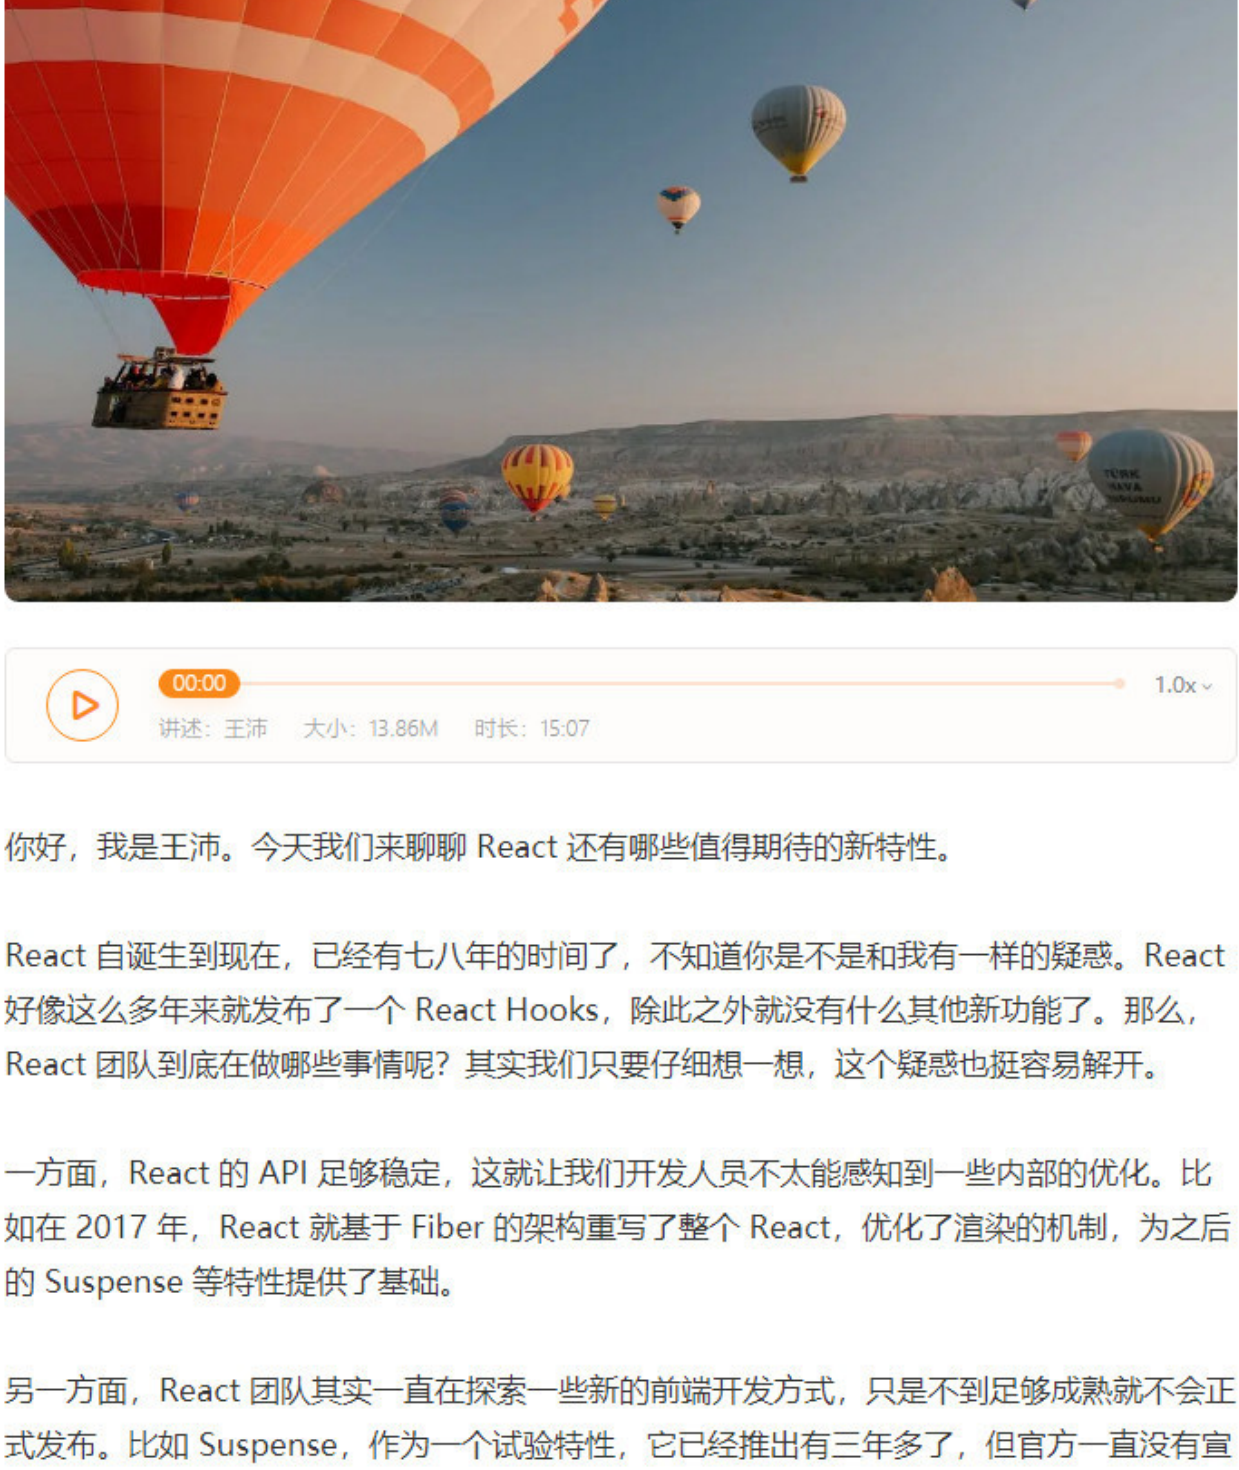 TÜRK
HAVA
KURUMU
00:00
1.0x
讲述：王沛 大小：13.86M 时长：15:07
你好，我是王沛。今天我们来聊聊 React 还有哪些值得期待的新特性。
React 自诞生到现在，已经有七八年的时间了，不知道你是不是和我有一样的疑惑。React
好像这么多年来就发布了一个 React Hooks，除此之外就没有什么其他新功能了。那么，
React 团队到底在做哪些事情呢？其实我们只要仔细想一想，这个疑惑也挺容易解开。
一方面，React 的 API 足够稳定，这就让我们开发人员不太能感知到一些内部的优化。比
如在 2017 年，React 就基于 Fiber 的架构重写了整个 React，优化了渲染的机制，为之后
的 Suspense 等特性提供了基础。
另一方面，React 团队其实一直在探索一些新的前端开发方式，只是不到足够成熟就不会正
式发布。比如 Suspense，作为一个试验特性，它已经推出有三年多了，但官方一直没有宣